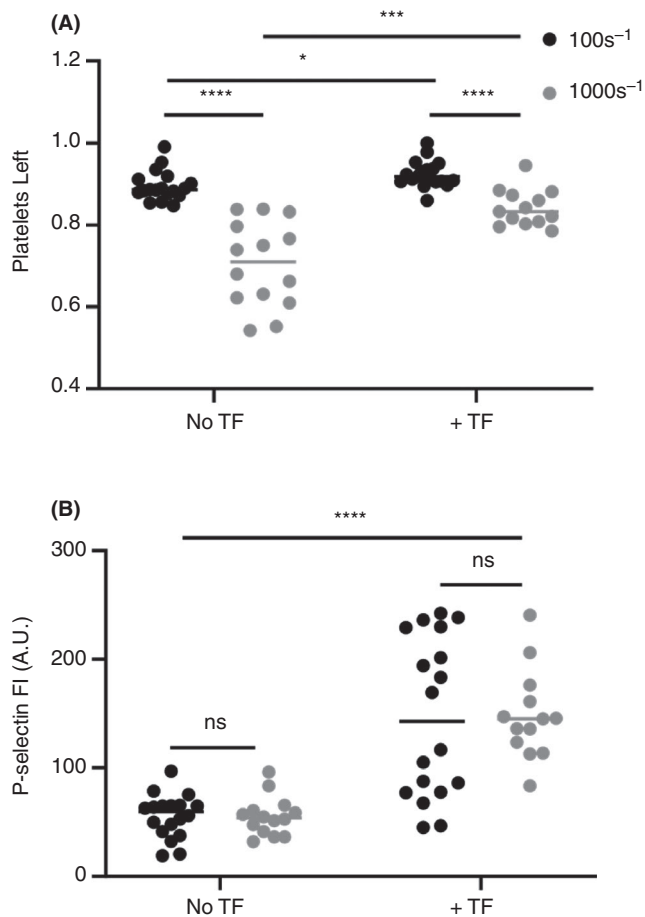 (A)
***
100s⁻¹
1.2
*
1000s⁻¹
****
****
1.0
Platelets Left
0.8
0.6
0.4
No TF
+ TF
(B)
****
300
ns
P-selectin FI (A.U.)
200
ns
100
0
No TF
+ TF